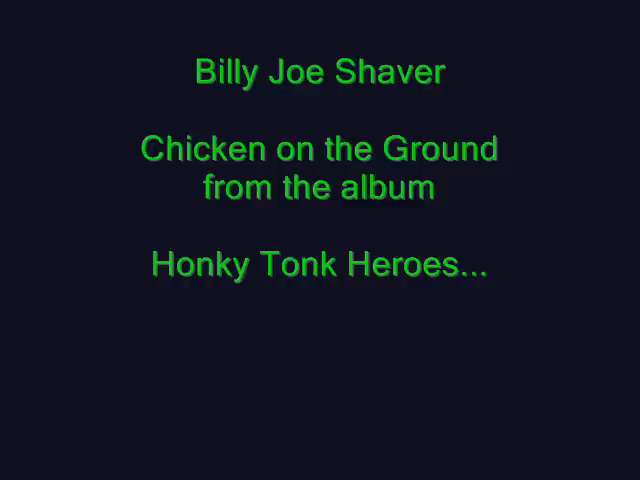 Billy Joe Shaver
Chicken on the Ground
from the album
Honky Tonk Heroes...